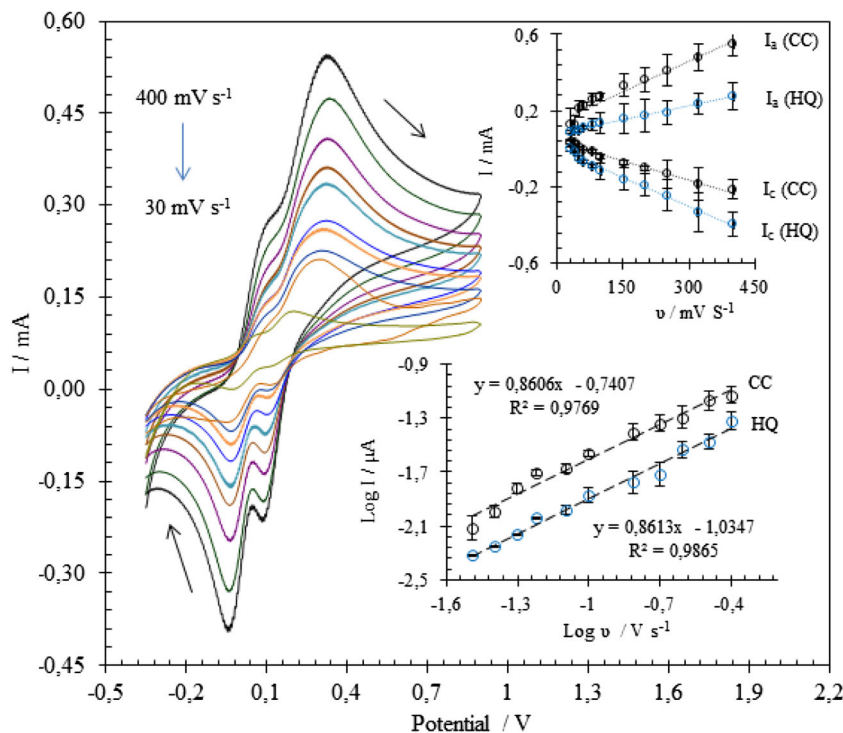 0,60
0,45
0,30
0,15
0,00
-0,15
-0,30
-0,45
I / mA
-0,5
-0,2
0,1
0,4
0,7
1
1,3
1,6
1,9
2,2
Potential / V
400 mV s-1
30 mV s-1
0,6
0,2
-0,2
-0,6
I / mA
0
150
300
450
υ / mV S-1
Ia (CC)
Ia (HQ)
Ic (CC)
Ic (HQ)
-0,9
-1,3
-1,7
-2,1
-2,5
Log I / µA
y = 0,8606x - 0,7407
R² = 0,9769
CC
HQ
y = 0,8613x - 1,0347
R² = 0,9865
-1,6
-1,3
-1
-0,7
-0,4
Log υ / V s-1